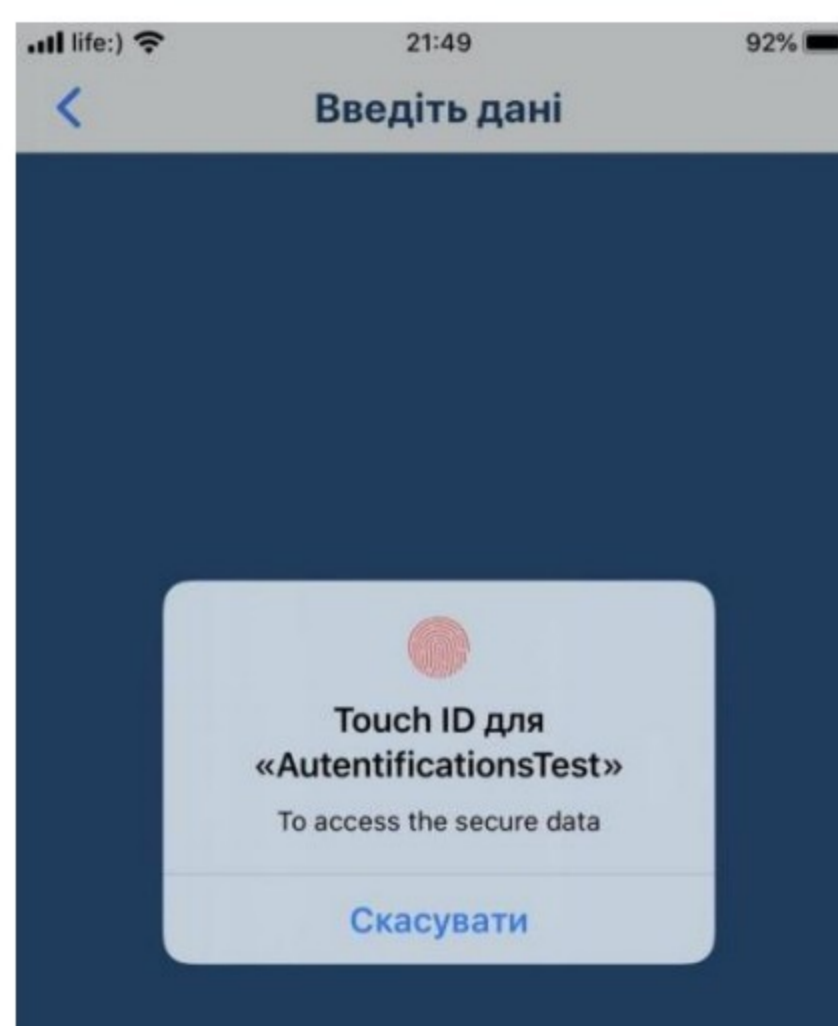 life:) 21:49 92%
Введіть дані
Touch ID для
«AutentificationsTest»
To access the secure data
Скасувати